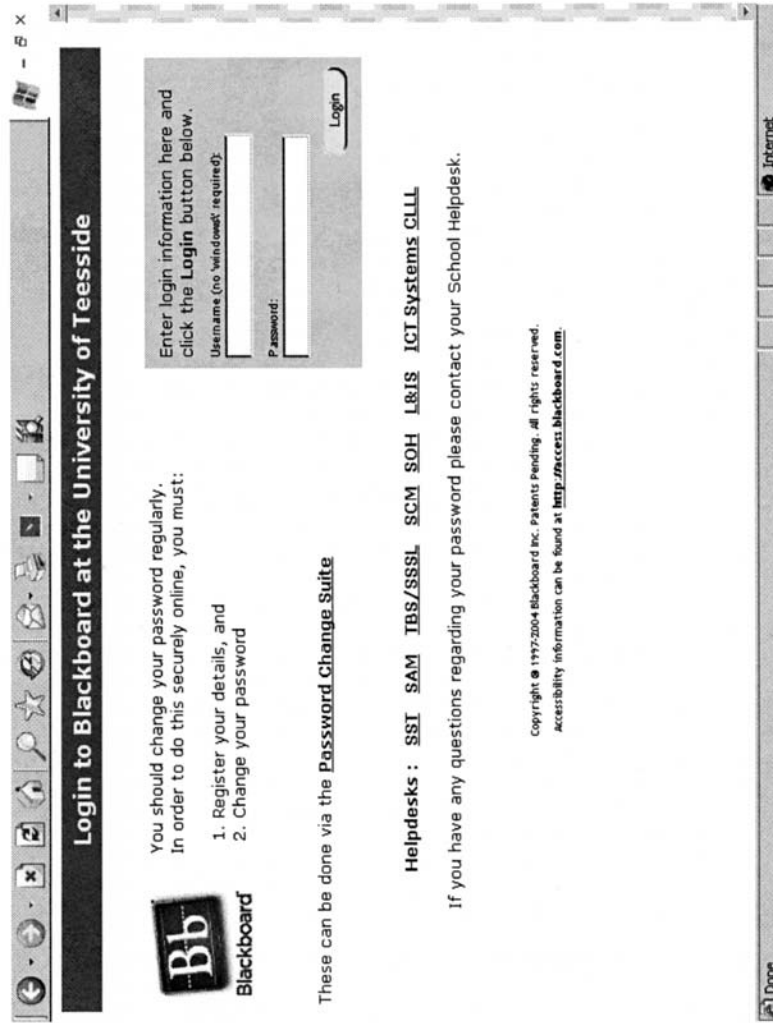 Login to Blackboard at the University of Teesside
Bb
Blackboard
You should change your password regularly.
In order to do this securely online, you must:
1. Register your details, and
2. Change your password
These can be done via the Password Change Suite
Enter login information here and
click the Login button below.
Username (no 'windows\' required):
Password:
Login
Helpdesks : SST SAM TBS/SSSL SCM SOH L&IS ICT Systems CLLL
If you have any questions regarding your password please contact your School Helpdesk.
Copyright © 1997-2004 Blackboard Inc. Patents Pending. All rights reserved.
Accessibility information can be found at http://access.blackboard.com.
Done
Internet